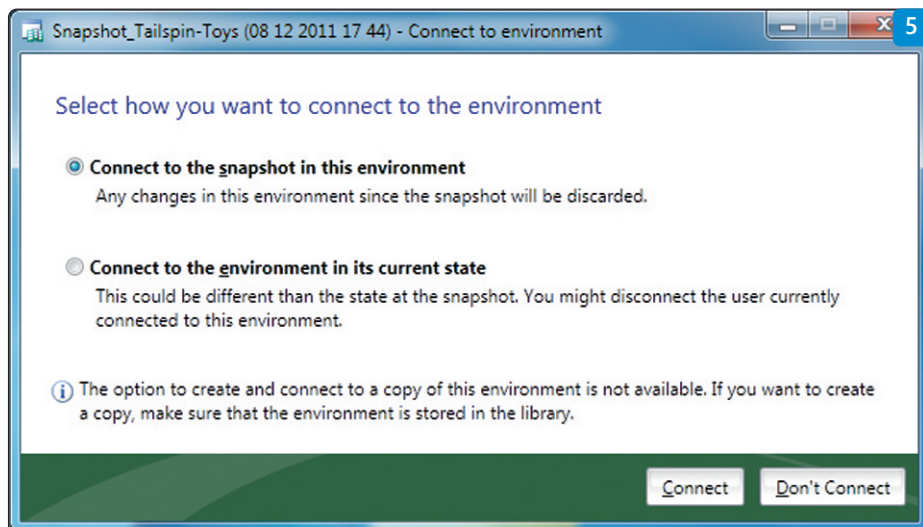 Snapshot_Tailspin-Toys (08 12 2011 17 44) - Connect to environment
5
Select how you want to connect to the environment
Connect to the snapshot in this environment
Any changes in this environment since the snapshot will be discarded.
Connect to the environment in its current state
This could be different than the state at the snapshot. You might disconnect the user currently
connected to this environment.
The option to create and connect to a copy of this environment is not available. If you want to create
a copy, make sure that the environment is stored in the library.
Connect
Don't Connect